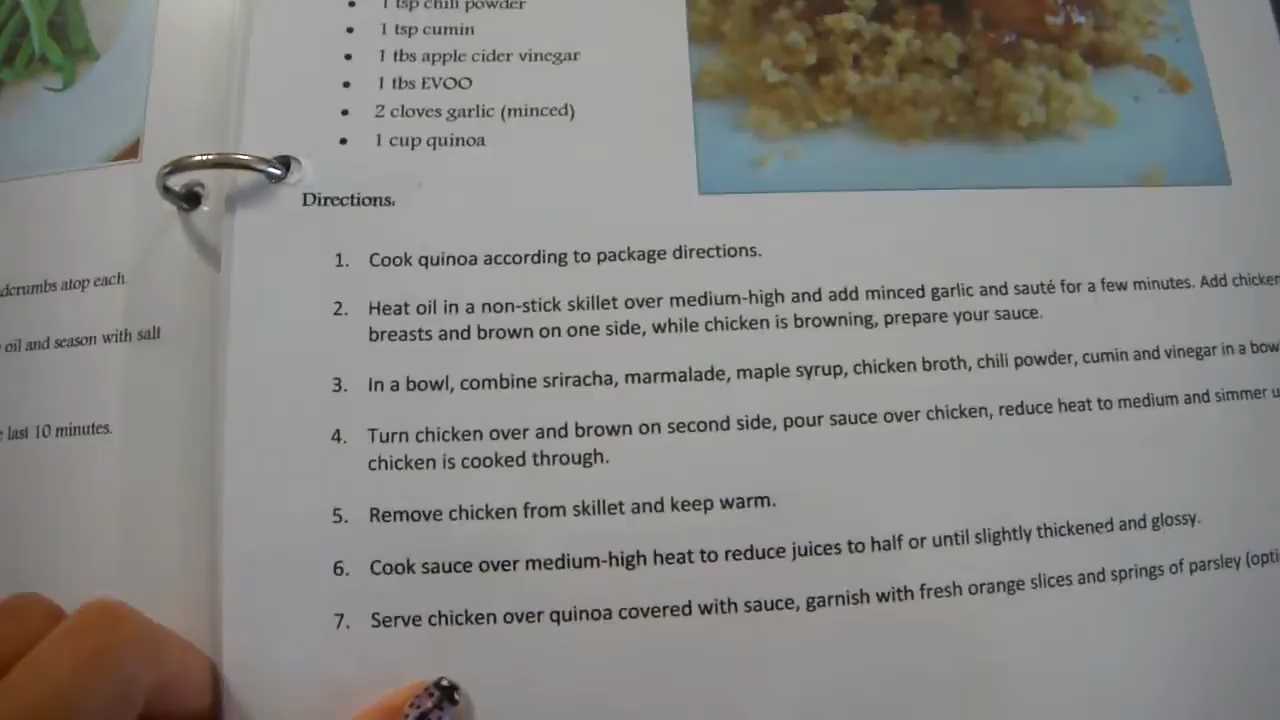 dcrumbs atop each.
oil and season with salt
last 10 minutes.
1 tsp chili powder
1 tsp cumin
1 tbs apple cider vinegar
1 tbs EVOO
2 cloves garlic (minced)
1 cup quinoa
Directions.
1. Cook quinoa according to package directions.
2. Heat oil in a non-stick skillet over medium-high and add minced garlic and sauté for a few minutes. Add chicken
breasts and brown on one side, while chicken is browning, prepare your sauce.
3. In a bowl, combine sriracha, marmalade, maple syrup, chicken broth, chili powder, cumin and vinegar in a bow
4. Turn chicken over and brown on second side, pour sauce over chicken, reduce heat to medium and simmer u
chicken is cooked through.
5. Remove chicken from skillet and keep warm.
6. Cook sauce over medium-high heat to reduce juices to half or until slightly thickened and glossy.
7. Serve chicken over quinoa covered with sauce, garnish with fresh orange slices and springs of parsley (opti